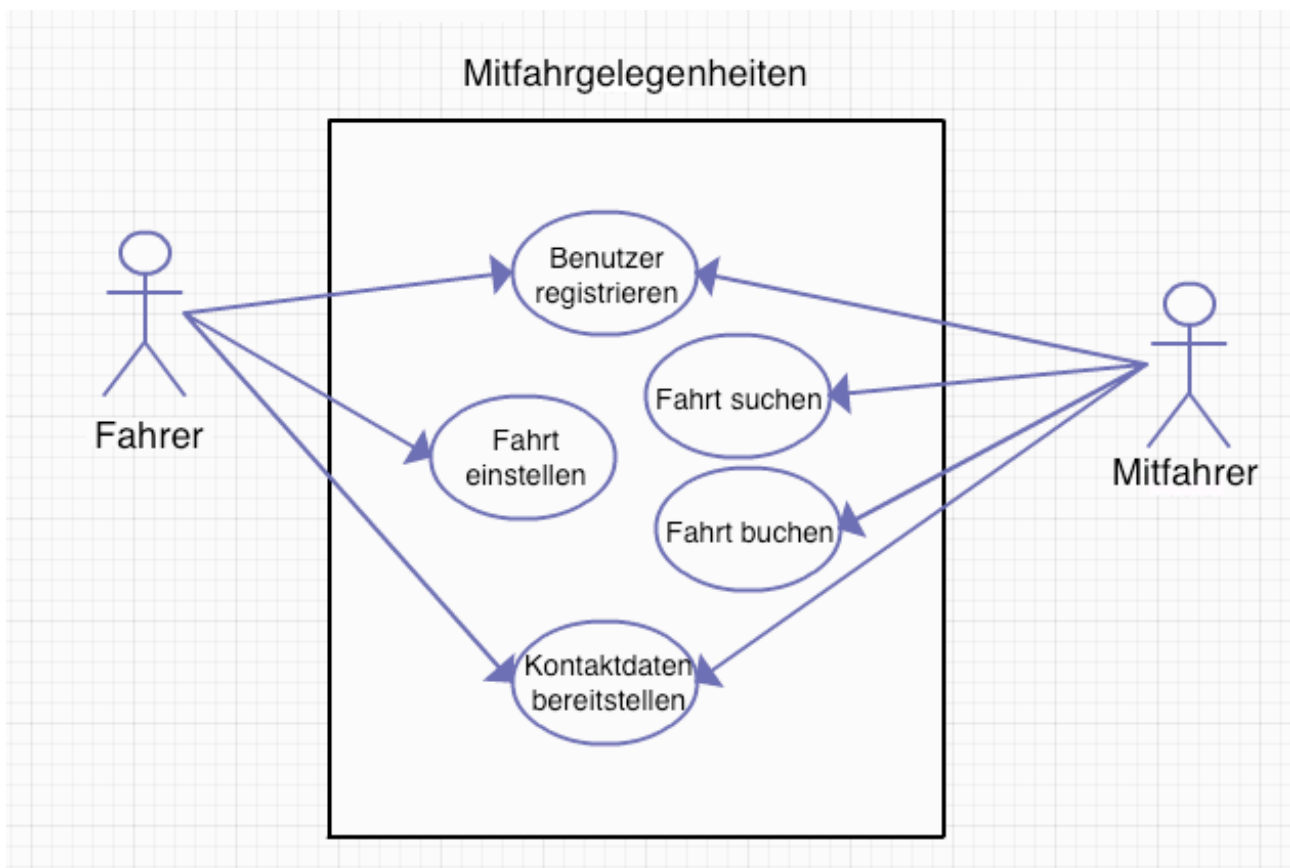 Mitfahrgelegenheiten
Benutzer
registrieren
Fahrt suchen
Fahrer
Fahrt
einstellen
Mitfahrer
Fahrt buchen
Kontaktdaten
bereitstellen